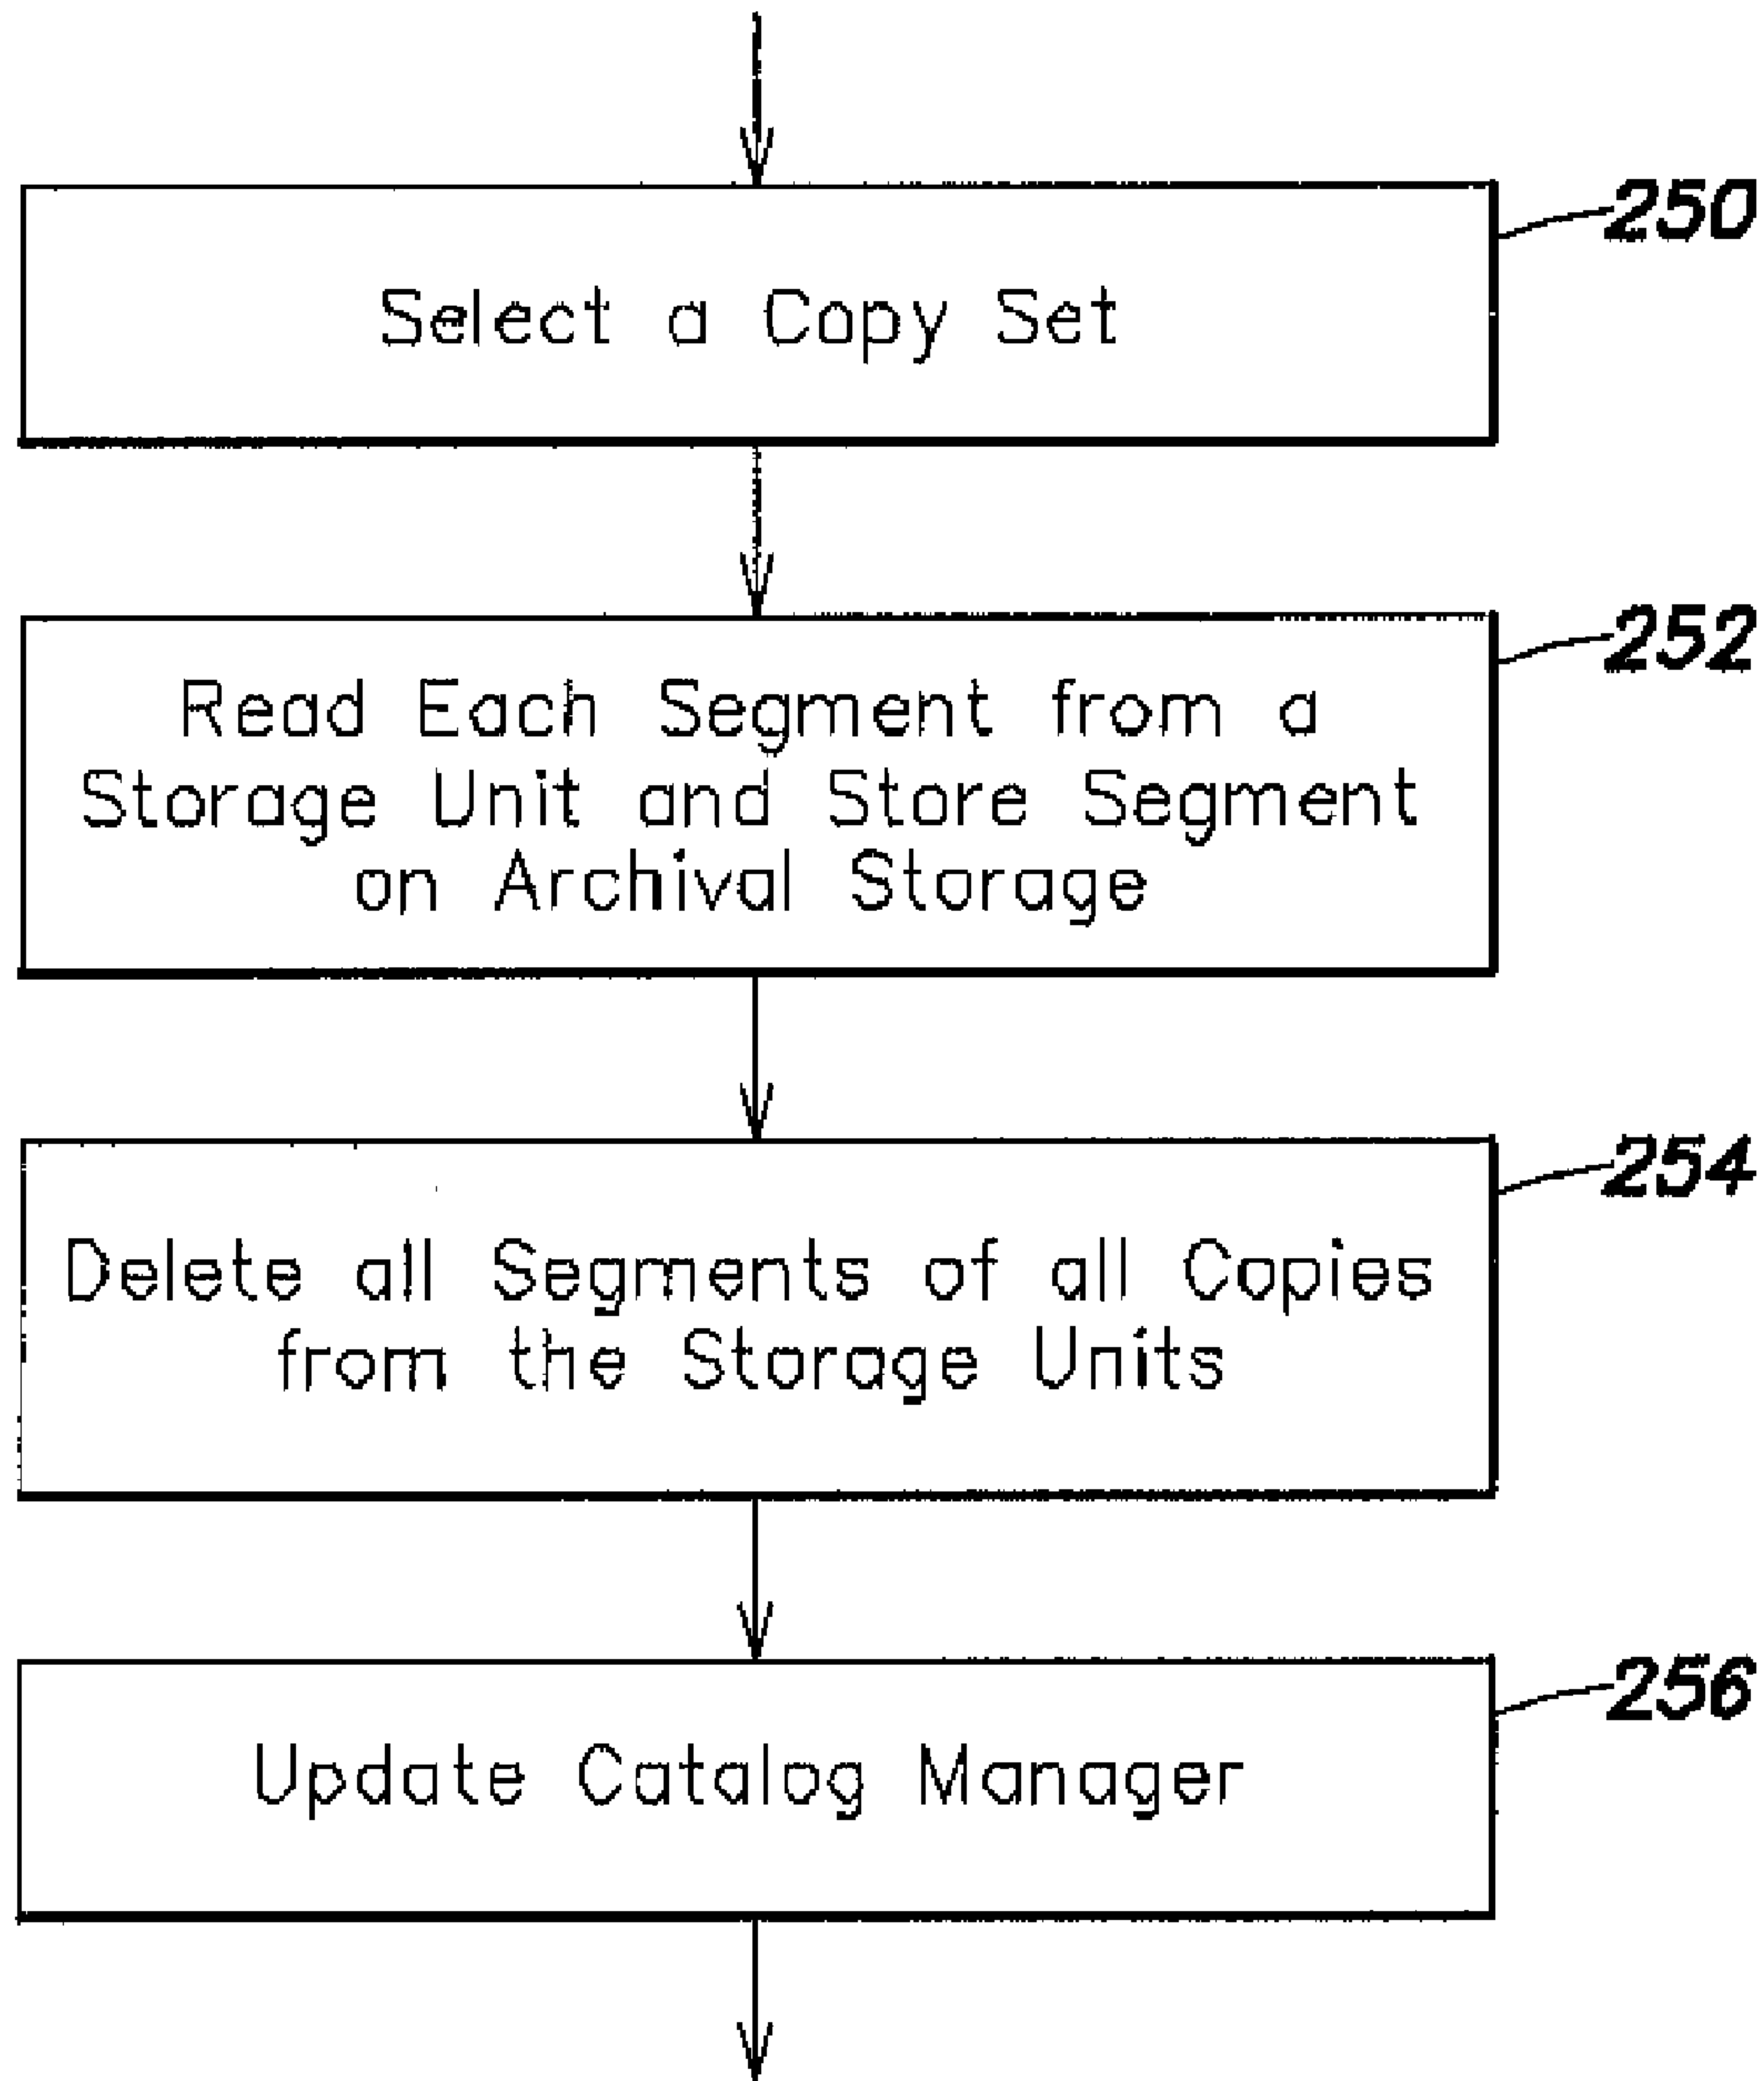 250
Select a Copy Set
252
Read Each Segment from a
Storage Unit and Store Segment
on Archival Storage
254
Delete all Segments of all Copies
from the Storage Units
256
Update Catalog Manager